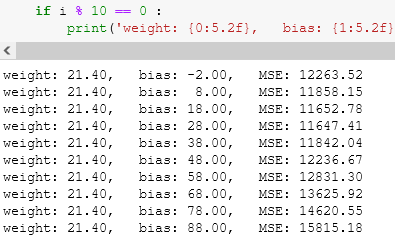 if i % 10 == 0 :
print('weight: {0:5.2f},   bias: {1:5.2f}
weight: 21.40,   bias: -2.00,   MSE: 12263.52
weight: 21.40,   bias:  8.00,   MSE: 11858.15
weight: 21.40,   bias: 18.00,   MSE: 11652.78
weight: 21.40,   bias: 28.00,   MSE: 11647.41
weight: 21.40,   bias: 38.00,   MSE: 11842.04
weight: 21.40,   bias: 48.00,   MSE: 12236.67
weight: 21.40,   bias: 58.00,   MSE: 12831.30
weight: 21.40,   bias: 68.00,   MSE: 13625.92
weight: 21.40,   bias: 78.00,   MSE: 14620.55
weight: 21.40,   bias: 88.00,   MSE: 15815.18